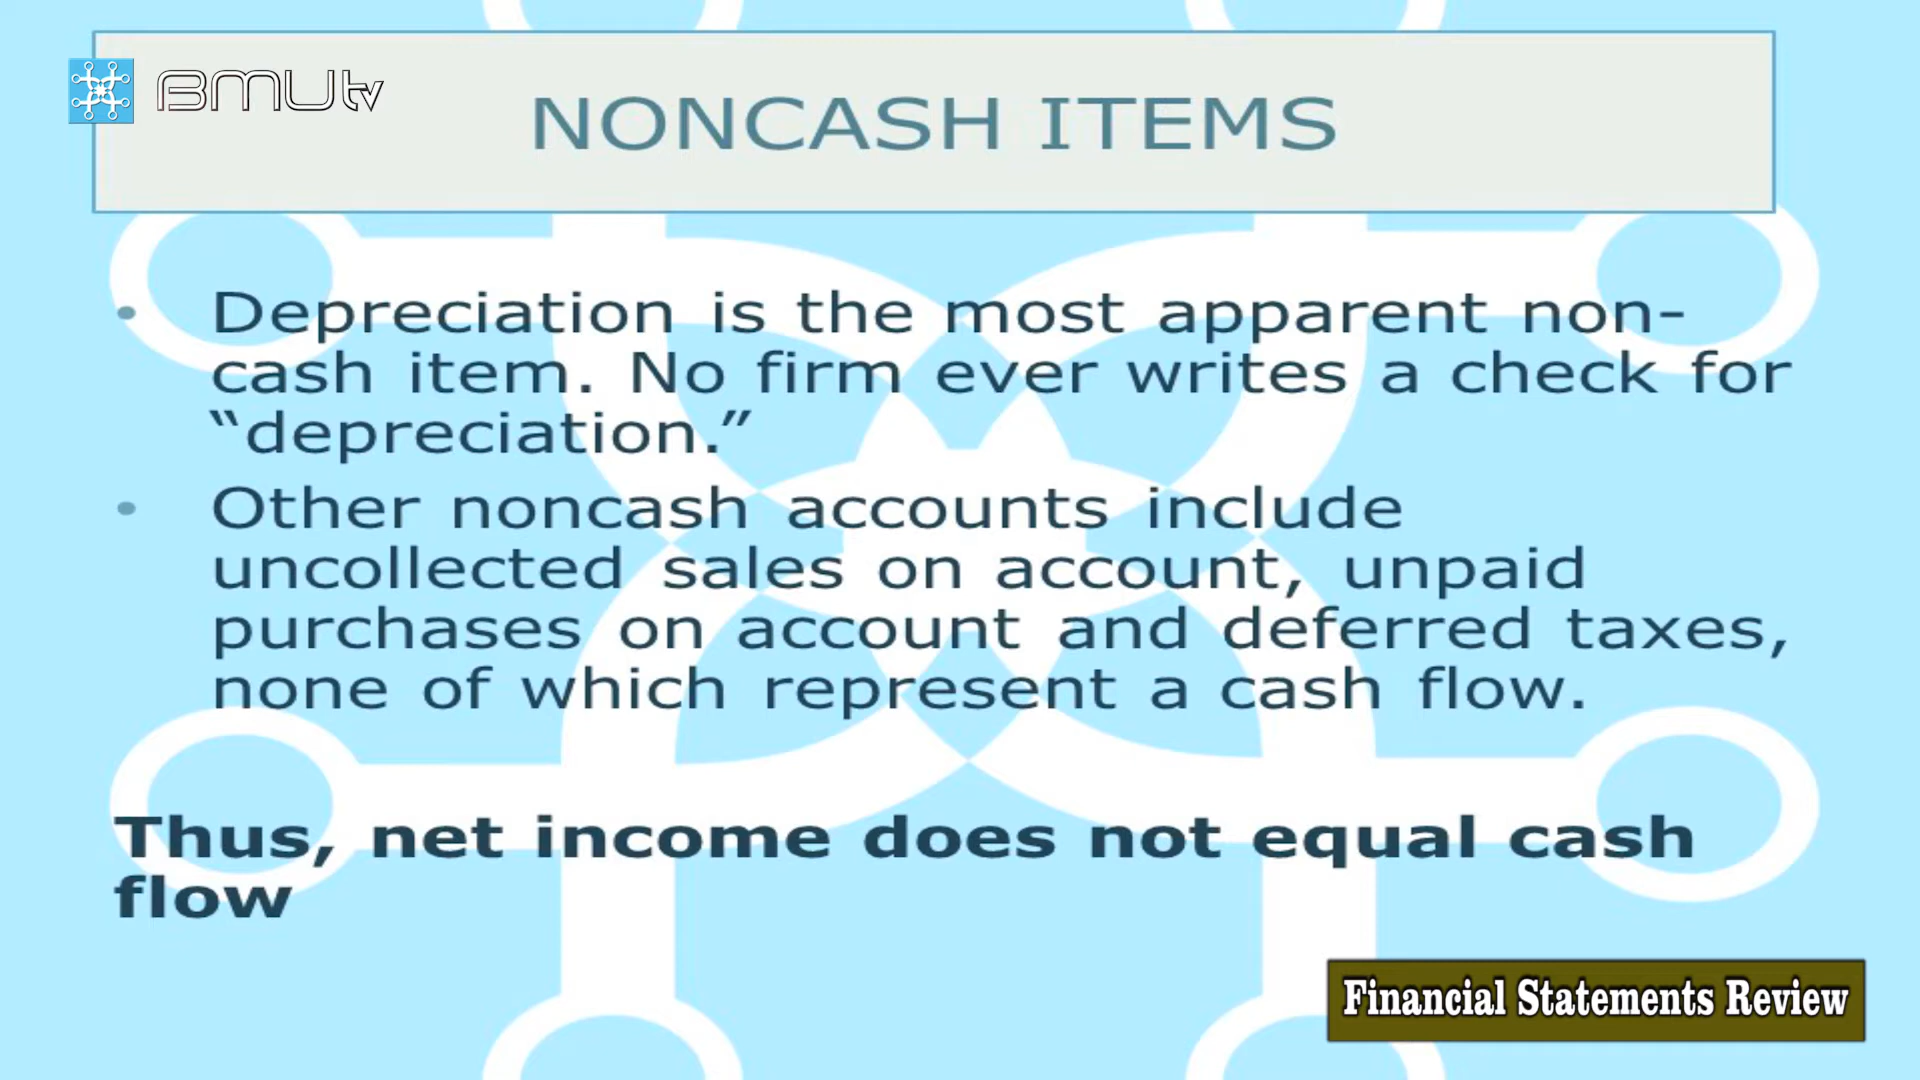 BMUtv
NONCASH ITEMS
• Depreciation is the most apparent non-
cash item. No firm ever writes a check for
“depreciation.”
• Other noncash accounts include
uncollected sales on account, unpaid
purchases on account and deferred taxes,
none of which represent a cash flow.
Thus, net income does not equal cash
flow
Financial Statements Review